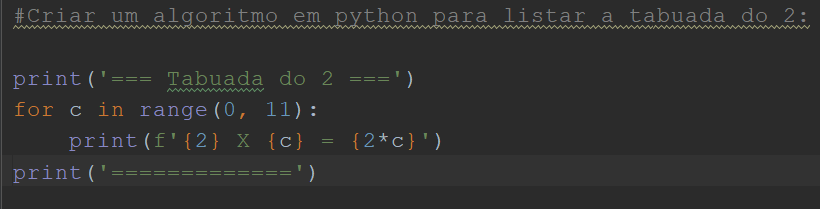 #Criar um algoritmo em python para listar a tabuada do 2:
print('=== Tabuada do 2 ===')
for c in range(0, 11):
    print(f'{2} X {c} = {2*c}')
print('=============')